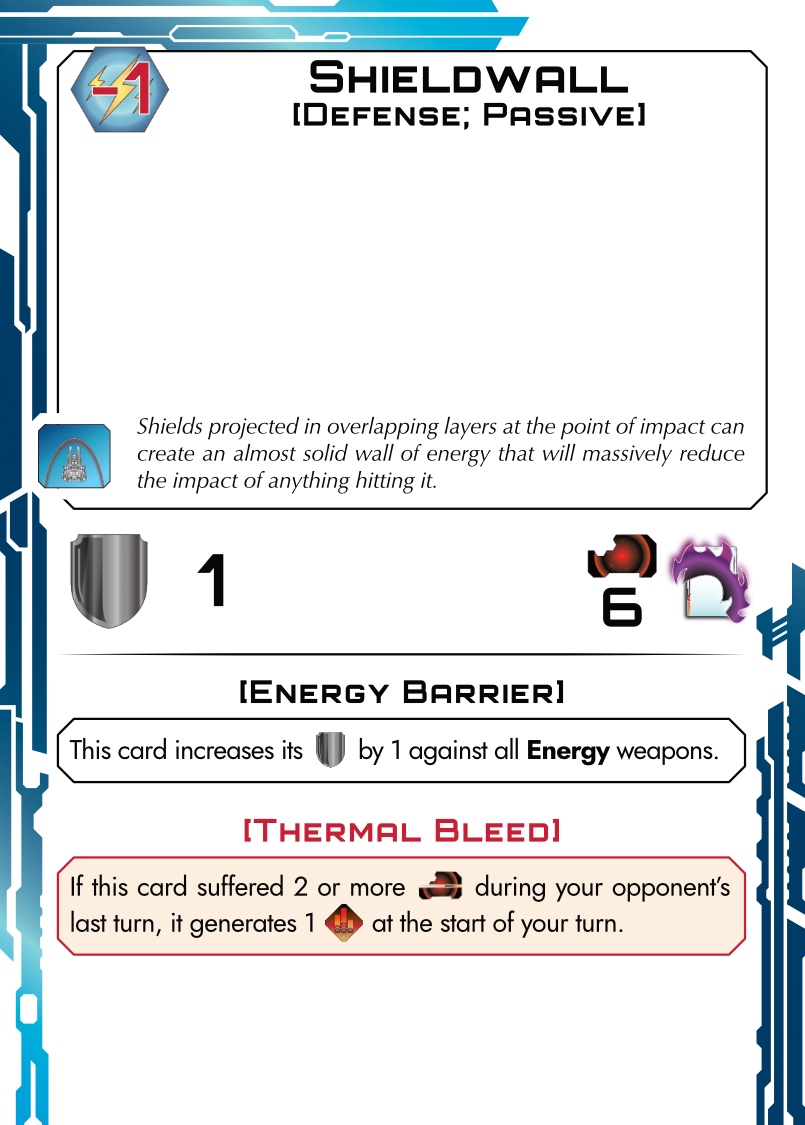 -1
Shieldwall
[Defense; Passive]
Shields projected in overlapping layers at the point of impact can
create an almost solid wall of energy that will massively reduce
the impact of anything hitting it.
1
6
[Energy Barrier]
This card increases its by 1 against all Energy weapons.
[Thermal Bleed]
If this card suffered 2 or more during your opponent's
last turn, it generates 1 at the start of your turn.